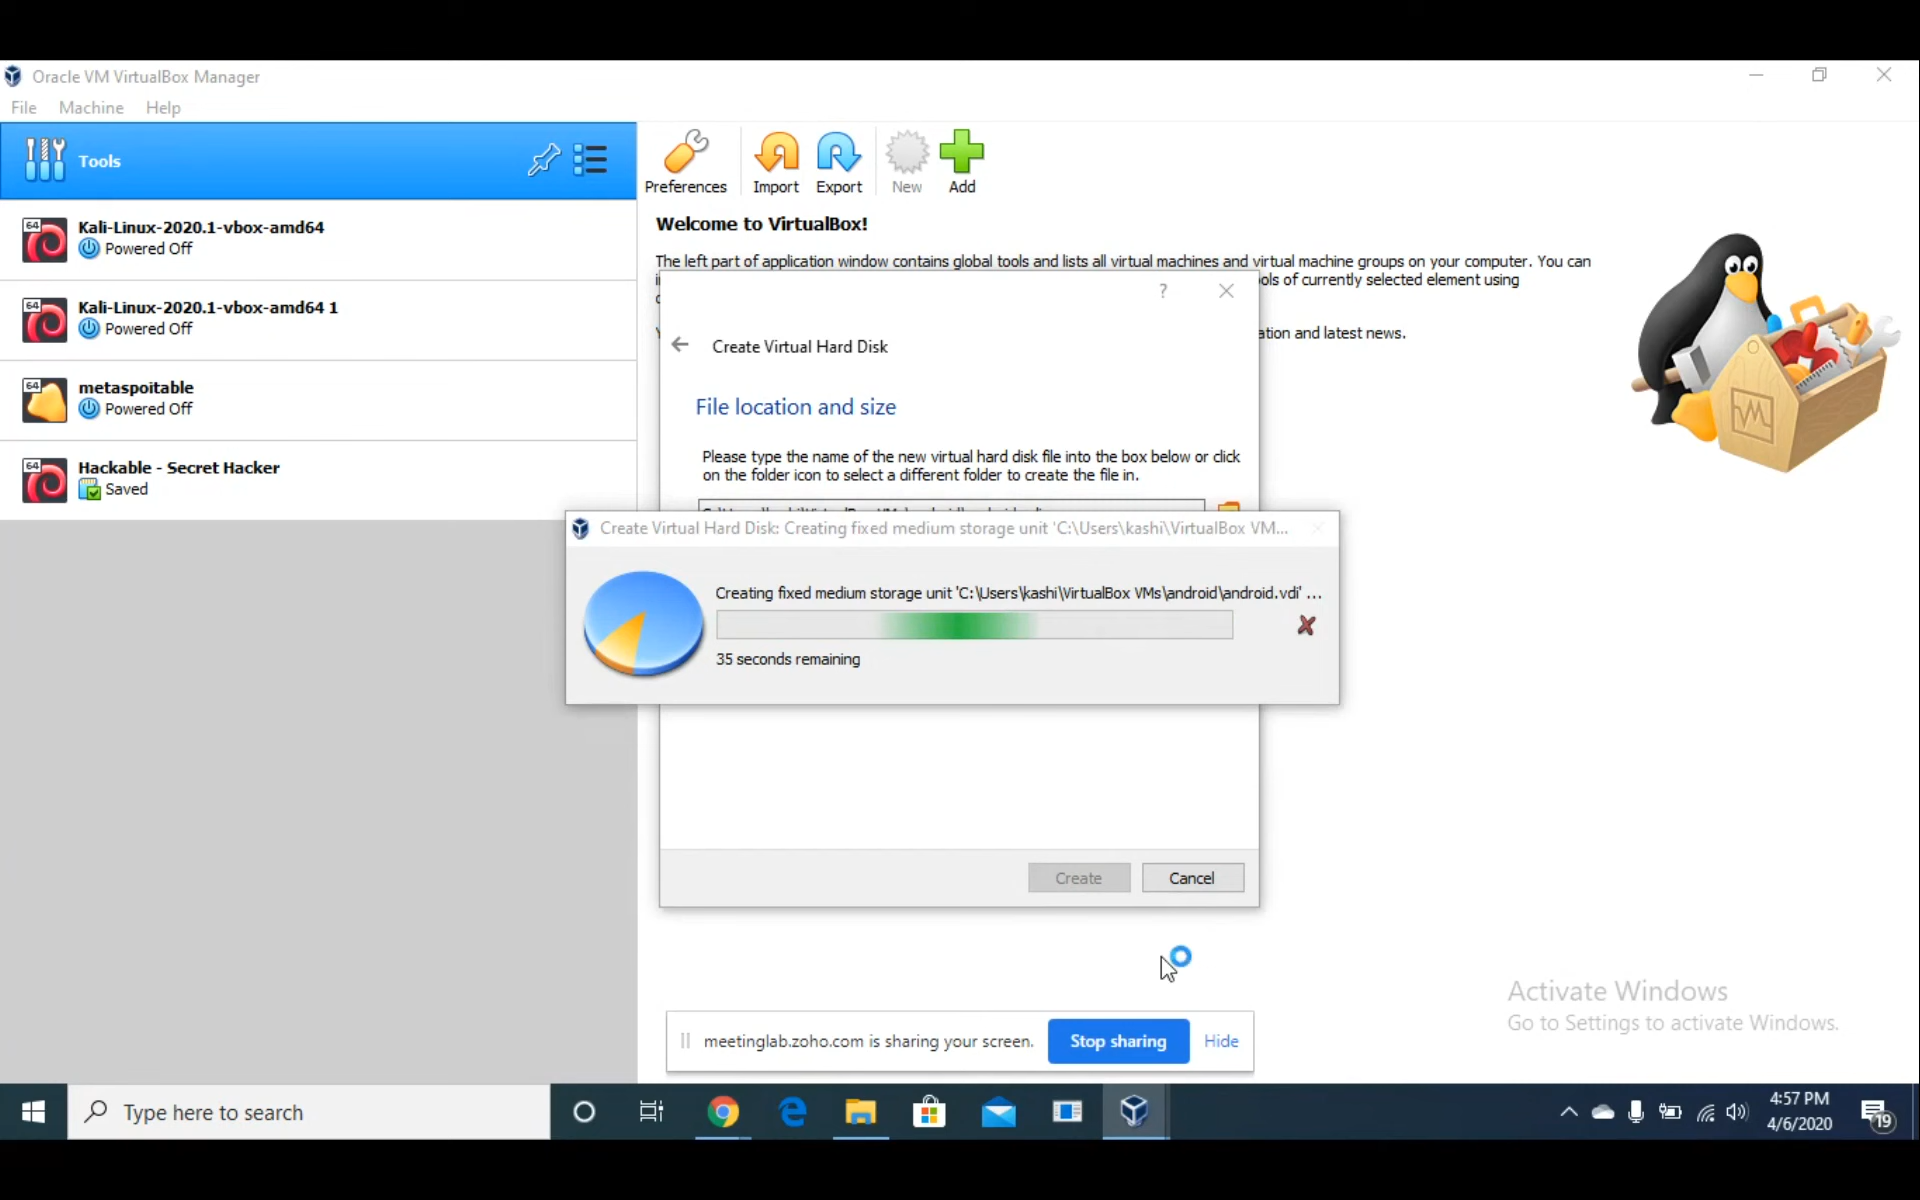 Oracle VM VirtualBox Manager
File Machine Help
Tools
Preferences Import Export New Add
64 Kali-Linux-2020.1-vbox-amd64
Powered Off
64 Kali-Linux-2020.1-vbox-amd64 1
Powered Off
64 metaspoitable
Powered Off
64 Hackable - Secret Hacker
Saved
Welcome to VirtualBox!
The left part of application window contains global tools and lists all virtual machines and virtual machine groups on your computer. You can
ols of currently selected element using
ation and latest news.
?
Create Virtual Hard Disk
File location and size
Please type the name of the new virtual hard disk file into the box below or click
on the folder icon to select a different folder to create the file in.
Create Virtual Hard Disk: Creating fixed medium storage unit 'C:\Users\kashi\VirtualBox VM...
Creating fixed medium storage unit 'C:\Users\kashi\VirtualBox VMs\android\android.vdi' ...
35 seconds remaining
Create Cancel
Activate Windows
Go to Settings to activate Windows.
meetinglab.zoho.com is sharing your screen. Stop sharing Hide
Type here to search
4:57 PM
4/6/2020
19